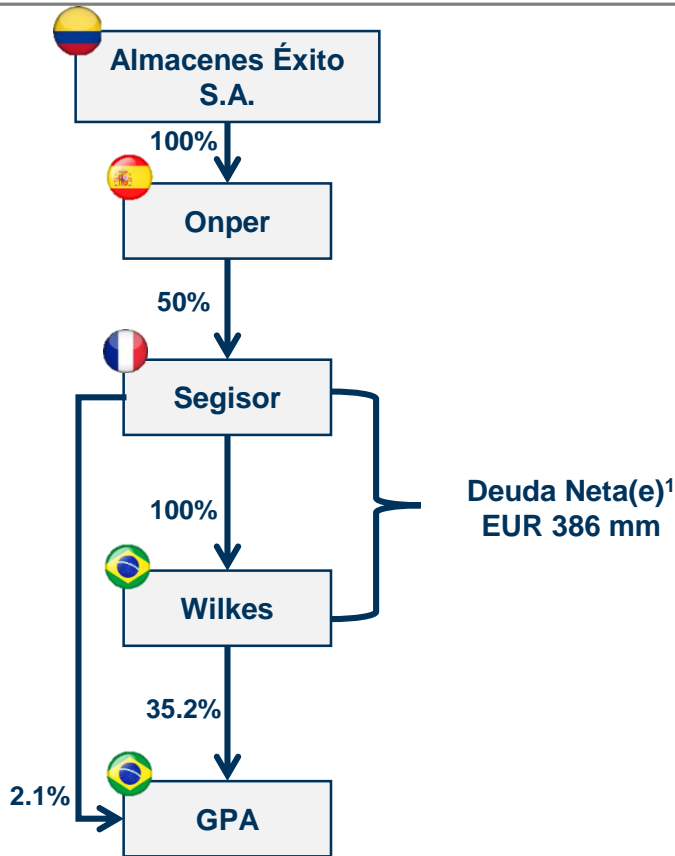 Almacenes Éxito
S.A.
100%
Onper
50%
Segisor
100%
Deuda Neta(e)¹
EUR 386 mm
Wilkes
35.2%
2.1%
GPA